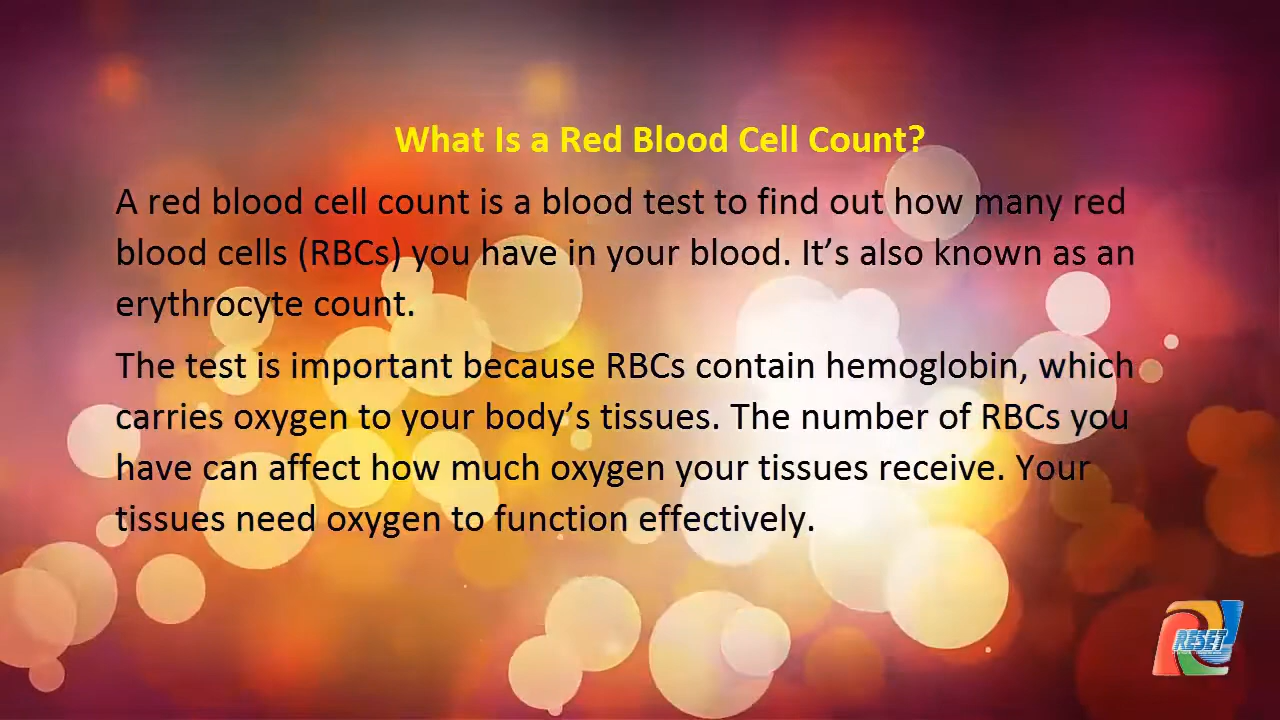 What Is a Red Blood Cell Count?
A red blood cell count is a blood test to find out how many red
blood cells (RBCs) you have in your blood. It’s also known as an
erythrocyte count.
The test is important because RBCs contain hemoglobin, which
carries oxygen to your body’s tissues. The number of RBCs you
have can affect how much oxygen your tissues receive. Your
tissues need oxygen to function effectively.
RESET